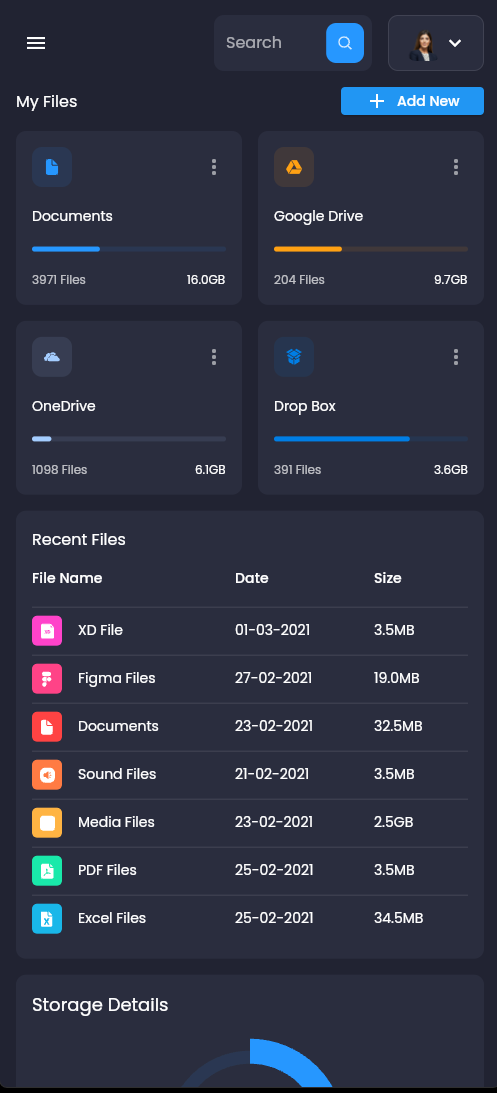 Search
My Files
Add New
Documents
3971 Files 16.0GB
Google Drive
204 Files 9.7GB
OneDrive
1098 Files 6.1GB
Drop Box
391 Files 3.6GB
Recent Files
File Name Date Size
XD File 01-03-2021 3.5MB
Figma Files 27-02-2021 19.0MB
Documents 23-02-2021 32.5MB
Sound Files 21-02-2021 3.5MB
Media Files 23-02-2021 2.5GB
PDF Files 25-02-2021 3.5MB
Excel Files 25-02-2021 34.5MB
Storage Details